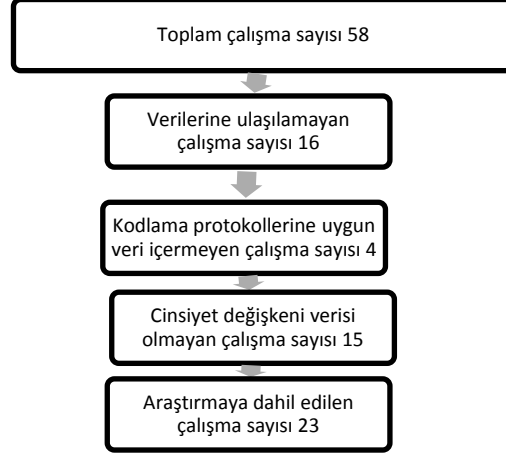 Toplam çalışma sayısı 58
Verilerine ulaşılamayan
çalışma sayısı 16
Kodlama protokollerine uygun
veri içermeyen çalışma sayısı 4
Cinsiyet değişkeni verisi
olmayan çalışma sayısı 15
Araştırmaya dahil edilen
çalışma sayısı 23